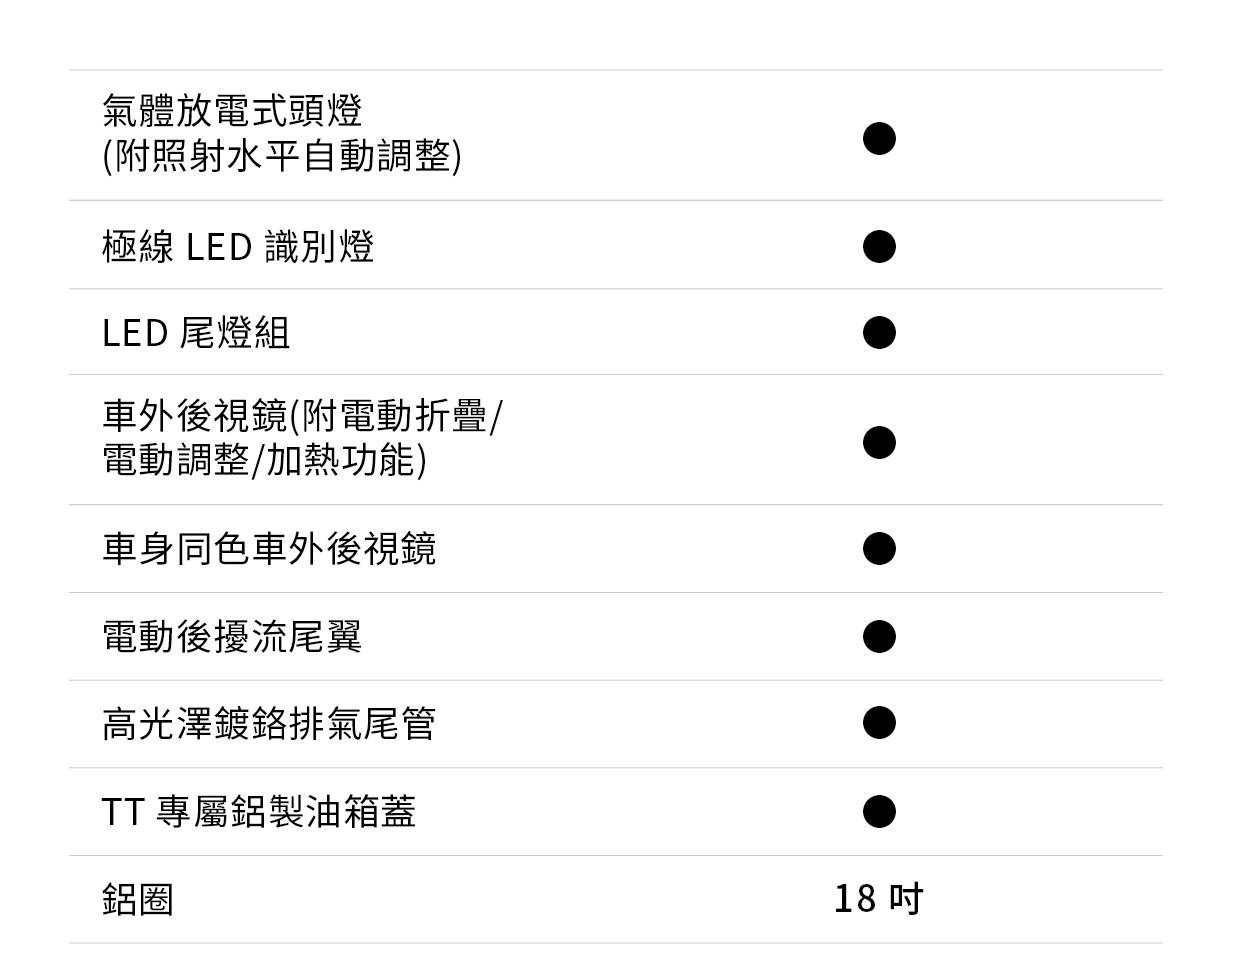 氣體放電式頭燈
(附照射水平自動調整)
●
極線 LED 識別燈 ●
LED 尾燈組 ●
車外後視鏡(附電動折疊/
電動調整/加熱功能)
●
車身同色車外後視鏡 ●
電動後擾流尾翼 ●
高光澤鍍鉻排氣尾管 ●
TT 專屬鋁製油箱蓋 ●
鋁圈 18 吋